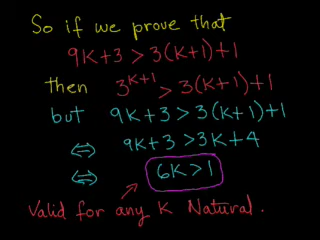 So if we prove that
9K+3 > 3(K+1)+1
then 3^{K+1} > 3(K+1)+1
but 9K+3 > 3(K+1)+1
⇔ 9K+3 > 3K+4
⇔ 6K > 1
Valid for any K Natural.